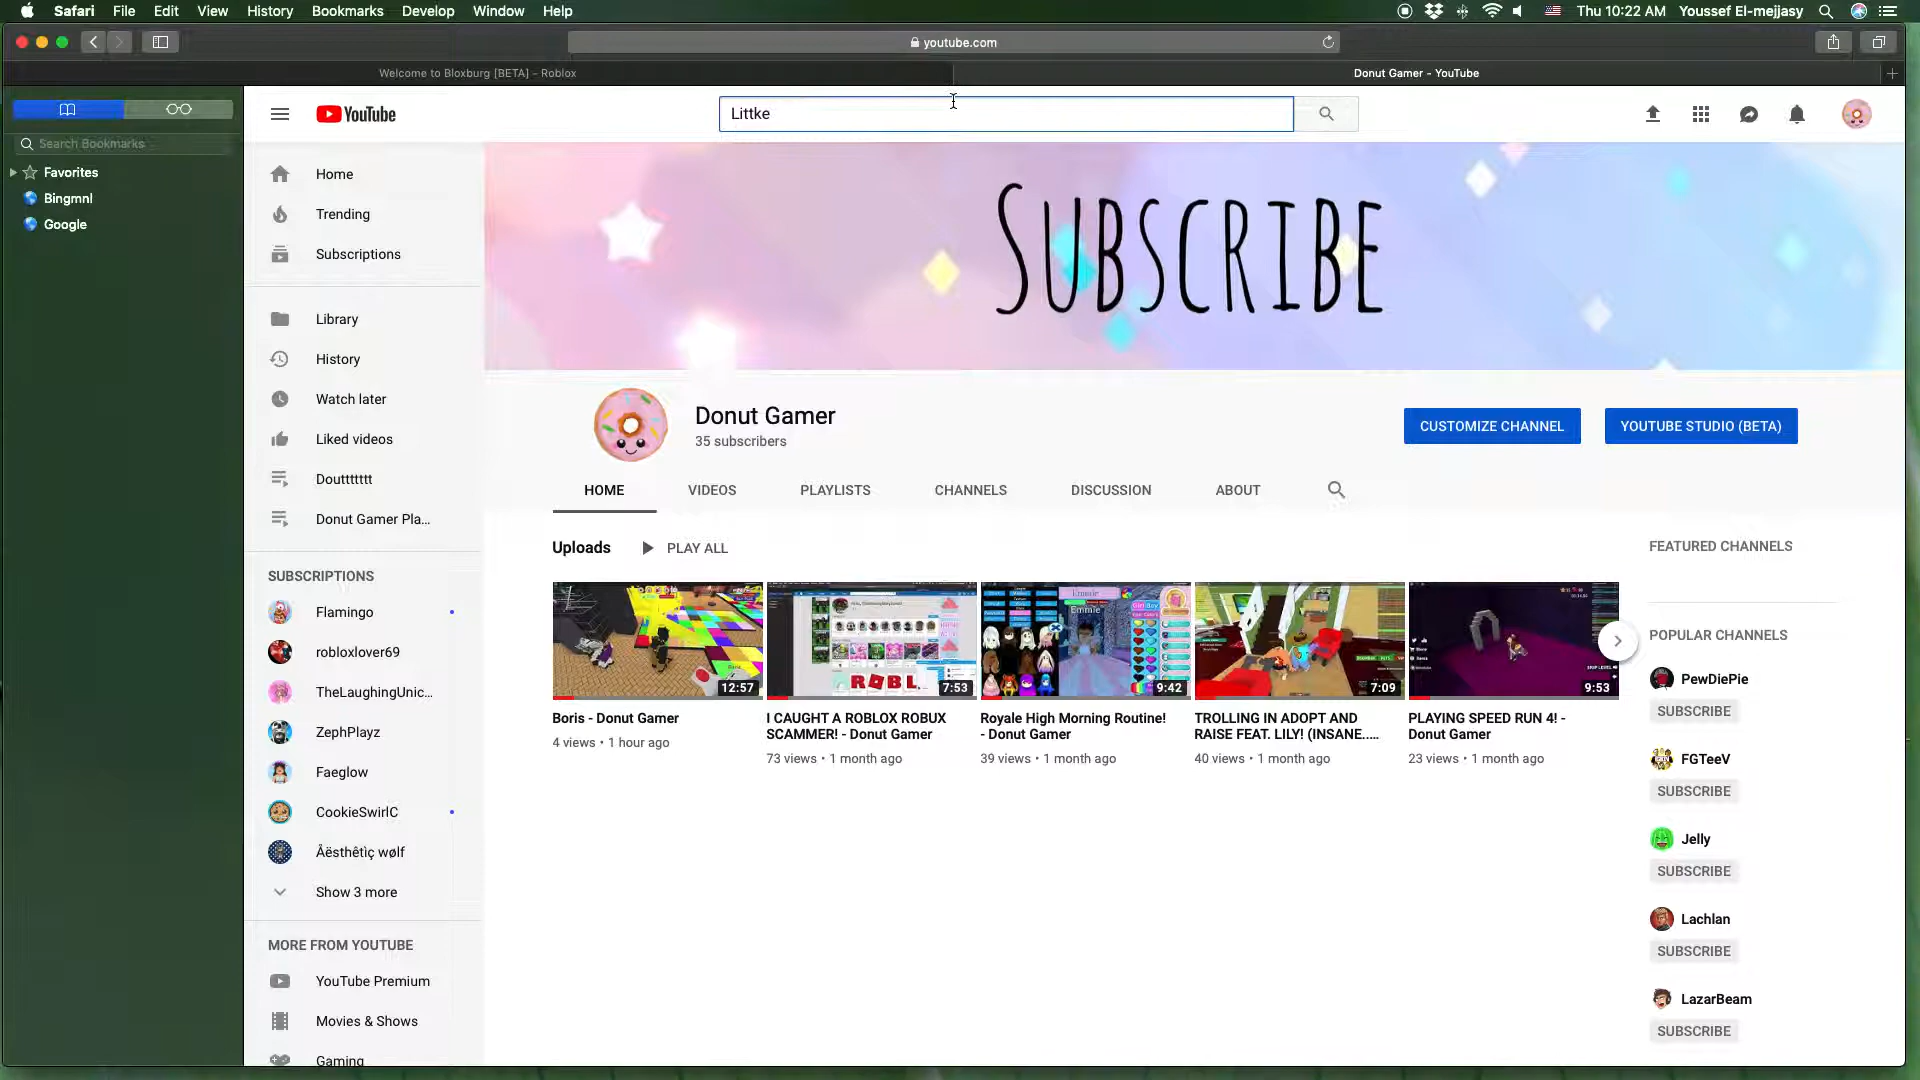 Safari File Edit View History Bookmarks Develop Window Help
Thu 10:22 AM Youssef El-mejjasy
youtube.com
Welcome to Bloxburg [BETA] – Roblox
Donut Gamer - YouTube
YouTube
Littke
Search Bookmarks
Favorites
Bingmnl
Google
Home
Trending
Subscriptions
Library
History
Watch later
Liked videos
Douttttttt
Donut Gamer Pla...
SUBSCRIPTIONS
Flamingo
robloxlover69
TheLaughingUnic...
ZephPlayz
Faeglow
CookieSwirlC
Åësthêtìç wølf
Show 3 more
MORE FROM YOUTUBE
YouTube Premium
Movies & Shows
Gaming
SUBSCRIBE
Donut Gamer
35 subscribers
CUSTOMIZE CHANNEL
YOUTUBE STUDIO (BETA)
HOME VIDEOS PLAYLISTS CHANNELS DISCUSSION ABOUT
Uploads PLAY ALL
12:57
Boris - Donut Gamer
4 views • 1 hour ago
ROBL
7:53
I CAUGHT A ROBLOX ROBUX
SCAMMER! - Donut Gamer
73 views • 1 month ago
Emmie
9:42
Royale High Morning Routine!
- Donut Gamer
39 views • 1 month ago
7:09
TROLLING IN ADOPT AND
RAISE FEAT. LILY! (INSANE....
40 views • 1 month ago
9:53
PLAYING SPEED RUN 4! -
Donut Gamer
23 views • 1 month ago
FEATURED CHANNELS
POPULAR CHANNELS
PewDiePie
SUBSCRIBE
FGTeeV
SUBSCRIBE
Jelly
SUBSCRIBE
Lachlan
SUBSCRIBE
LazarBeam
SUBSCRIBE